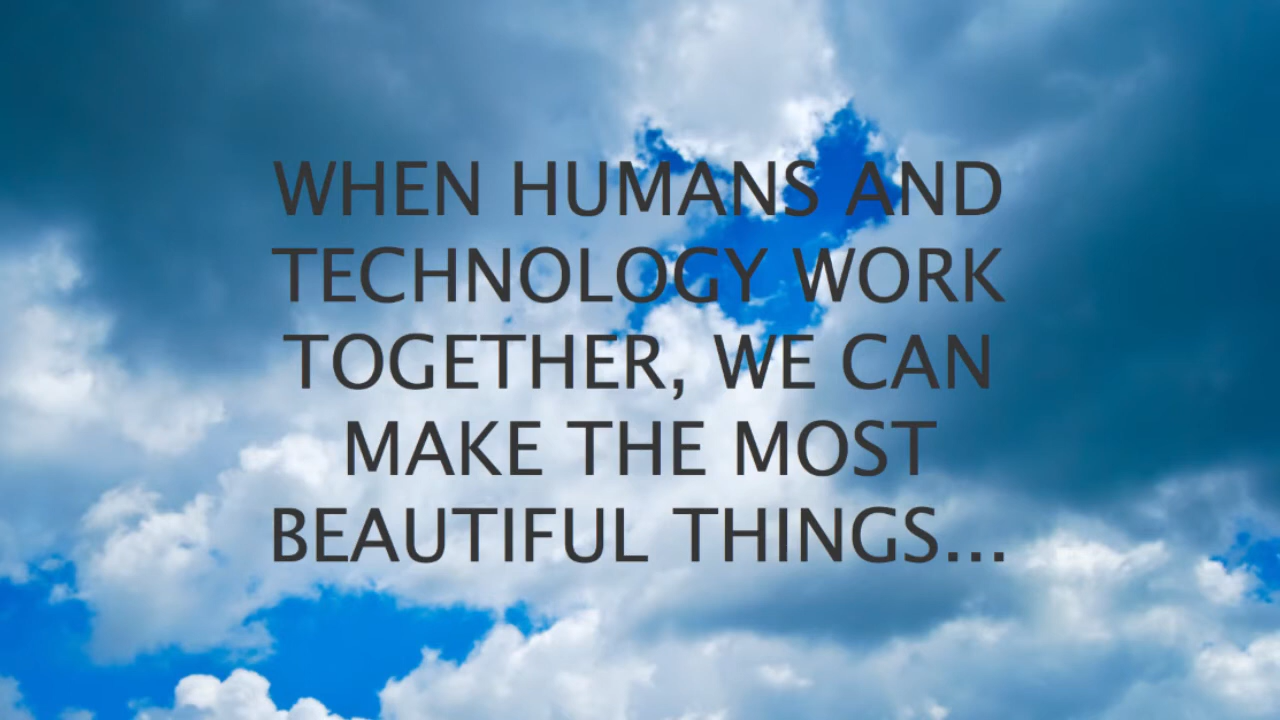 WHEN HUMANS AND
TECHNOLOGY WORK
TOGETHER, WE CAN
MAKE THE MOST
BEAUTIFUL THINGS...